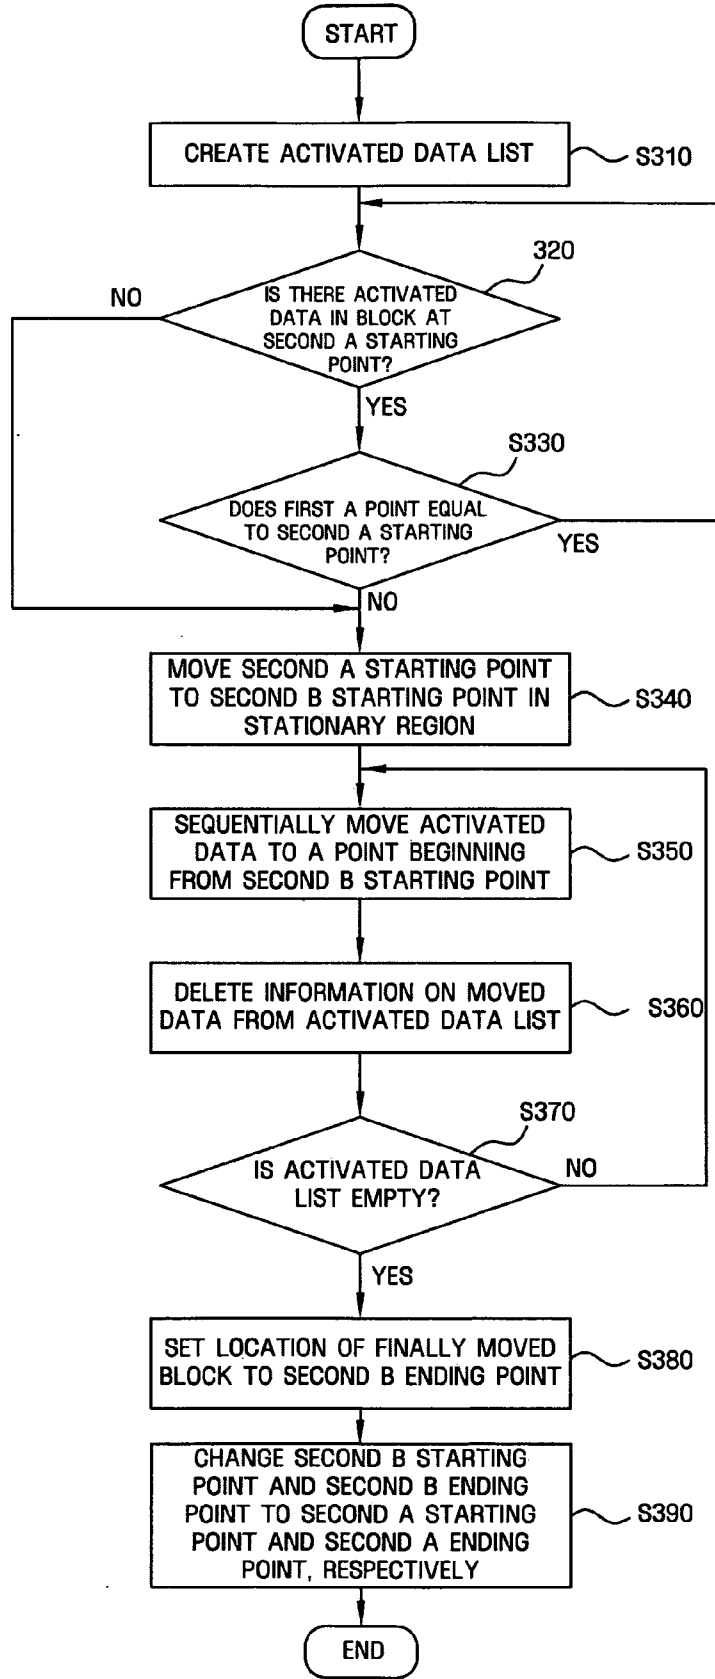 START
CREATE ACTIVATED DATA LIST
S310
320
NO
IS THERE ACTIVATED
DATA IN BLOCK AT
SECOND A STARTING
POINT?
YES
S330
DOES FIRST A POINT EQUAL
TO SECOND A STARTING
POINT?
YES
NO
MOVE SECOND A STARTING POINT
TO SECOND B STARTING POINT IN
STATIONARY REGION
S340
SEQUENTIALLY MOVE ACTIVATED
DATA TO A POINT BEGINNING
FROM SECOND B STARTING POINT
S350
DELETE INFORMATION ON MOVED
DATA FROM ACTIVATED DATA LIST
S360
S370
IS ACTIVATED DATA
LIST EMPTY?
NO
YES
SET LOCATION OF FINALLY MOVED
BLOCK TO SECOND B ENDING POINT
S380
CHANGE SECOND B STARTING
POINT AND SECOND B ENDING
POINT TO SECOND A STARTING
POINT AND SECOND A ENDING
POINT, RESPECTIVELY
S390
END